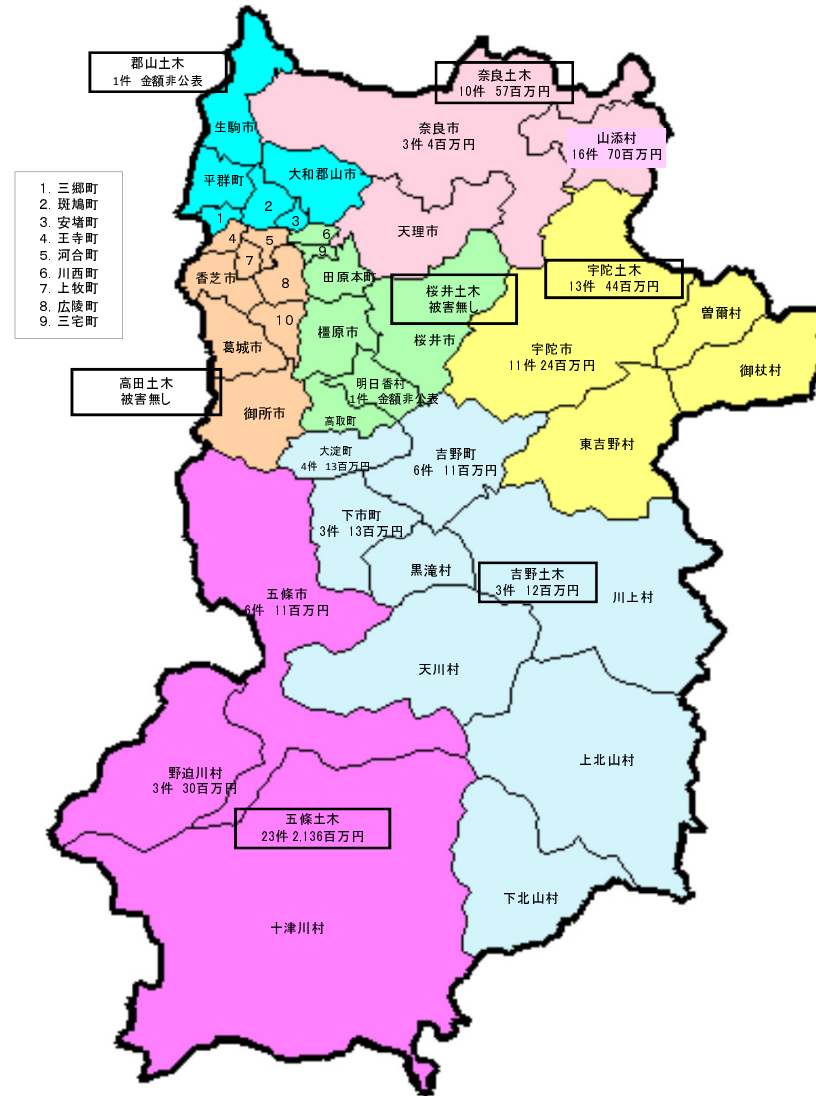 郡山土木
1件 金額非公表
奈良土木
10件 57百万円
生駒市
奈良市
3件 4百万円
山添村
16件 70百万円
平群町
大和郡山市
1. 三郷町
2. 斑鳩町
3. 安堵町
4. 王寺町
5. 河合町
6. 川西町
7. 上牧町
8. 広陵町
9. 三宅町
2
1
3
天理市
4
5
6
7
9
香芝市
8
田原本町
宇陀土木
13件 44百万円
桜井土木
被害無し
10
橿原市
桜井市
曽爾村
葛城市
宇陀市
11件 24百万円
御杖村
高田土木
被害無し
明日香村
1件 金額非公表
御所市
高取町
大淀町
4件 13百万円
吉野町
6件 11百万円
東吉野村
下市町
3件 13百万円
黒滝村
吉野土木
3件 12百万円
五條市
6件 11百万円
川上村
天川村
上北山村
野迫川村
3件 30百万円
五條土木
23件 2,136百万円
下北山村
十津川村